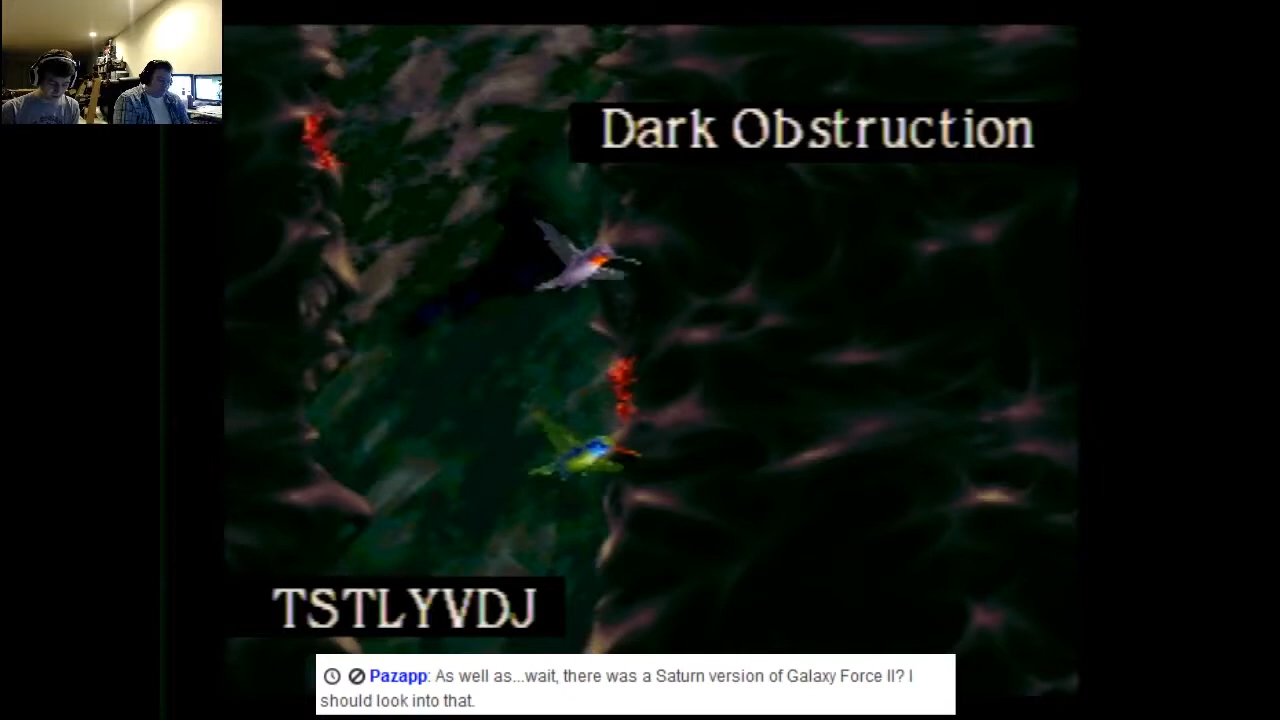 Dark Obstruction
TSTLYVDJ
Pazapp: As well as...wait, there was a Saturn version of Galaxy Force II? I
should look into that.